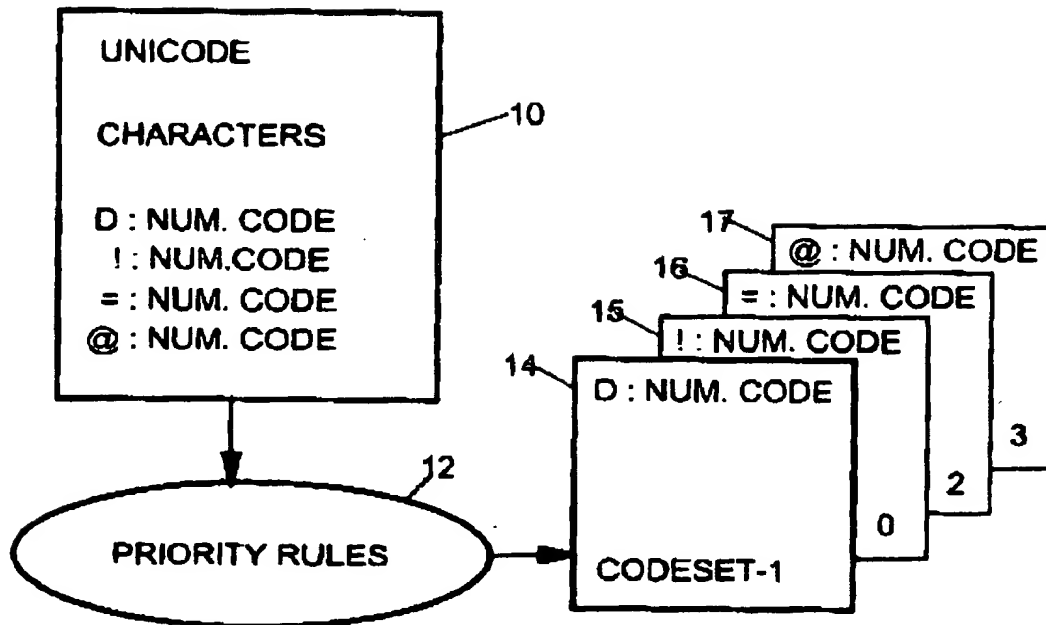 UNICODE
CHARACTERS
D : NUM. CODE
! : NUM.CODE
= : NUM. CODE
@ : NUM. CODE
10
12
PRIORITY RULES
17
@ : NUM. CODE
16
= : NUM. CODE
15
! : NUM. CODE
14
D : NUM. CODE
3
2
0
CODESET-1